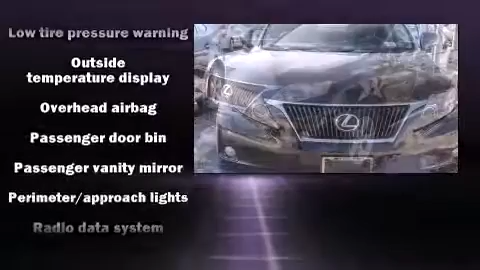 Low tire pressure warning
Outside
temperature display
Overhead airbag
Passenger door bin
Passenger vanity mirror
Perimeter/approach lights
Radio data system